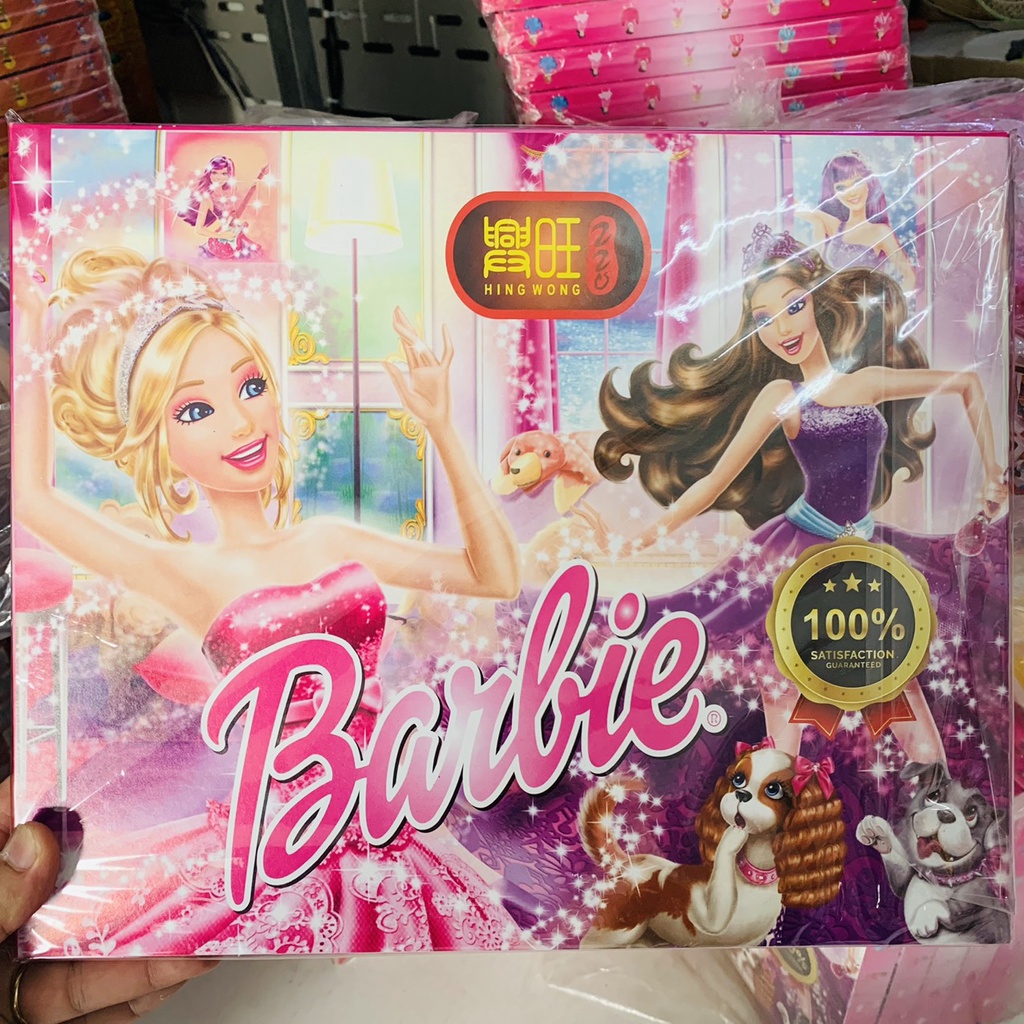 興旺
HING WONG
Barbie®
100%
SATISFACTION
GUARANTEED